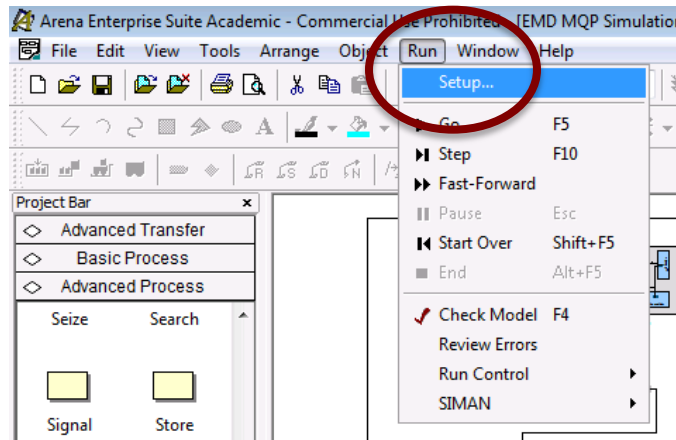 Arena Enterprise Suite Academic - Commercial Use Prohibited - [EMD MQP Simulation
File Edit View Tools Arrange Object Run Window Help
Setup...
Go F5
Step F10
Fast-Forward
Pause Esc
Start Over Shift+F5
End Alt+F5
Check Model F4
Review Errors
Run Control
SIMAN
Project Bar
Advanced Transfer
Basic Process
Advanced Process
Seize Search
Signal Store